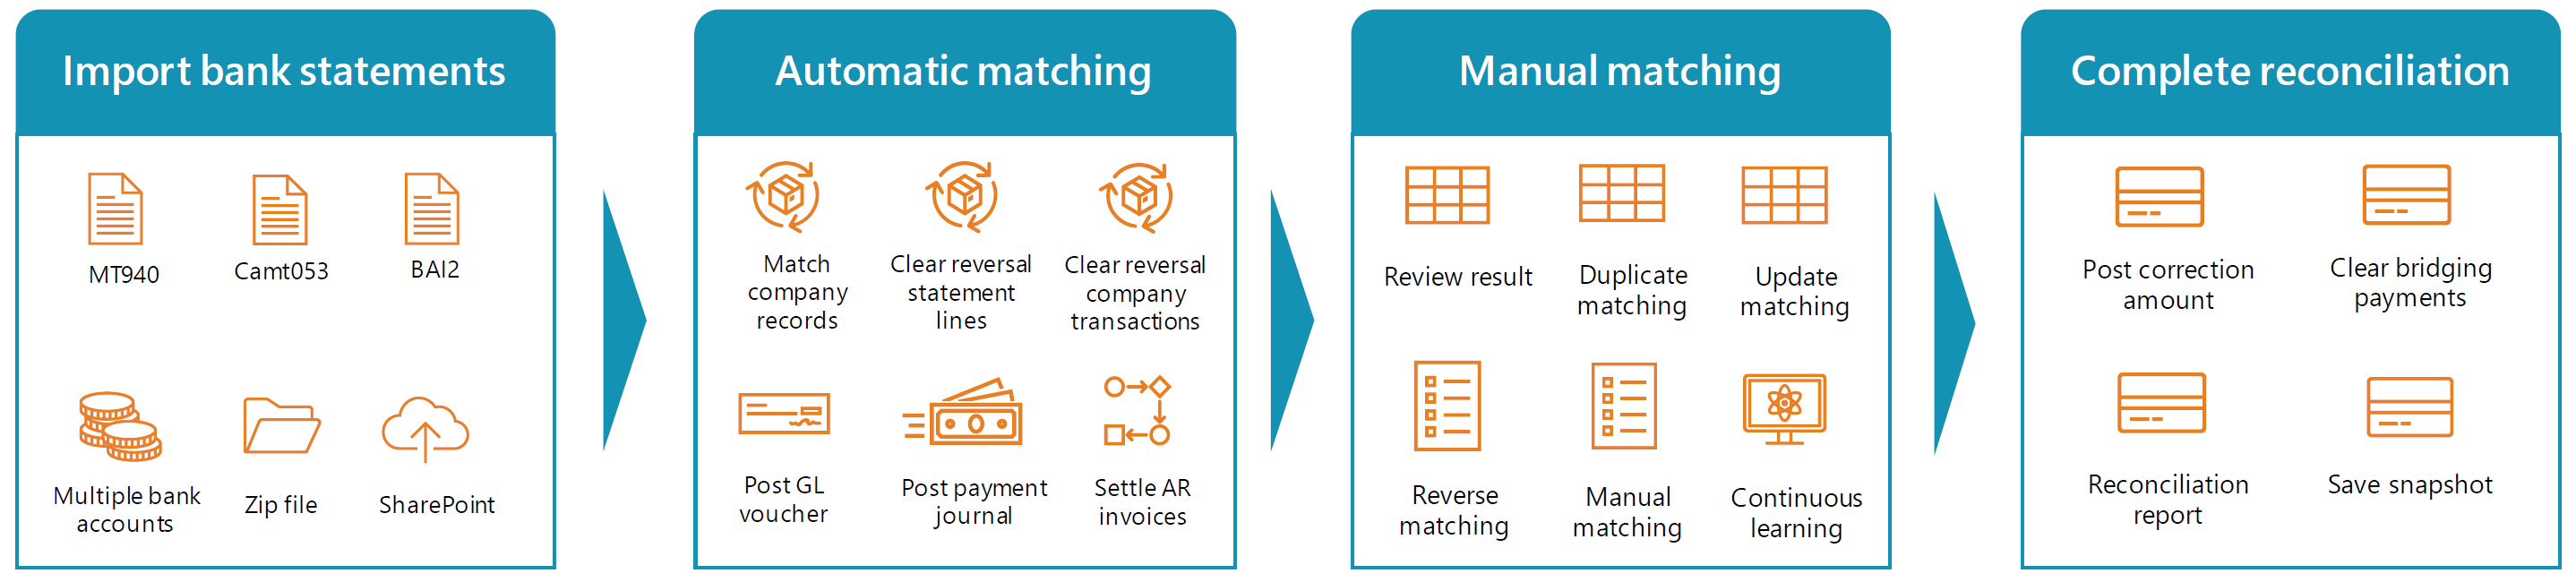 Import bank statements
MT940
Camt053
BAI2
Multiple bank
accounts
Zip file
SharePoint
Automatic matching
Match
company
records
Clear reversal
statement
lines
Clear reversal
company
transactions
Post GL
voucher
Post payment
journal
Settle AR
invoices
Manual matching
Review result
Duplicate
matching
Update
matching
Reverse
matching
Manual
matching
Continuous
learning
Complete reconciliation
Post correction
amount
Clear bridging
payments
Reconciliation
report
Save snapshot